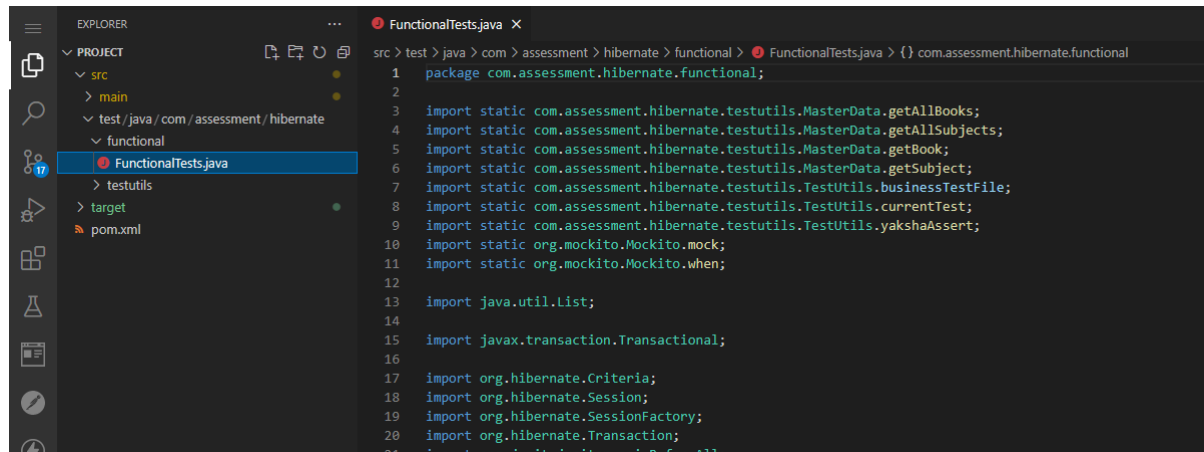 EXPLORER
PROJECT
src
main
test/java/com/assessment/hibernate
functional
FunctionalTests.java
testutils
target
pom.xml
17
FunctionalTests.java
src > test > java > com > assessment > hibernate > functional > FunctionalTests.java > {} com.assessment.hibernate.functional
1 package com.assessment.hibernate.functional;
2
3 import static com.assessment.hibernate.testutils.MasterData.getAllBooks;
4 import static com.assessment.hibernate.testutils.MasterData.getAllSubjects;
5 import static com.assessment.hibernate.testutils.MasterData.getBook;
6 import static com.assessment.hibernate.testutils.MasterData.getSubject;
7 import static com.assessment.hibernate.testutils.TestUtils.businessTestFile;
8 import static com.assessment.hibernate.testutils.TestUtils.currentTest;
9 import static com.assessment.hibernate.testutils.TestUtils.yakshaAssert;
10 import static org.mockito.Mockito.mock;
11 import static org.mockito.Mockito.when;
12
13 import java.util.List;
14
15 import javax.transaction.Transactional;
16
17 import org.hibernate.Criteria;
18 import org.hibernate.Session;
19 import org.hibernate.SessionFactory;
20 import org.hibernate.Transaction;